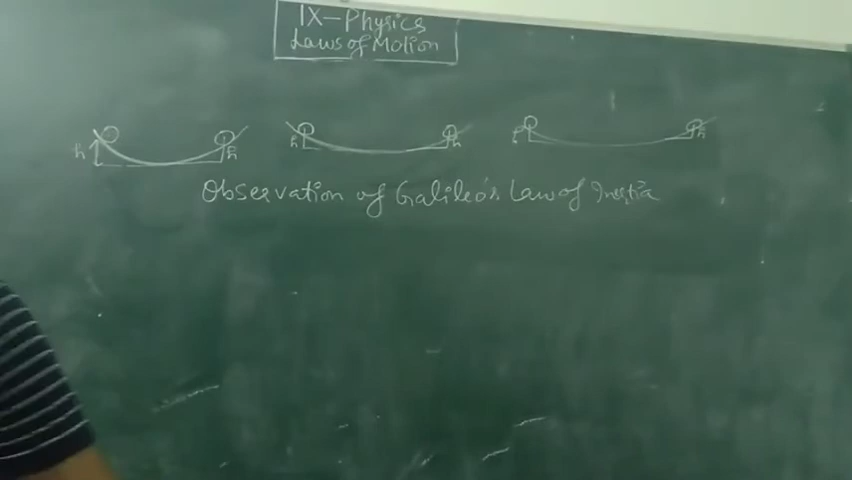 IX-Physics
Laws of Motion
h h h h h h
Observation of Galileo's Law of Inertia